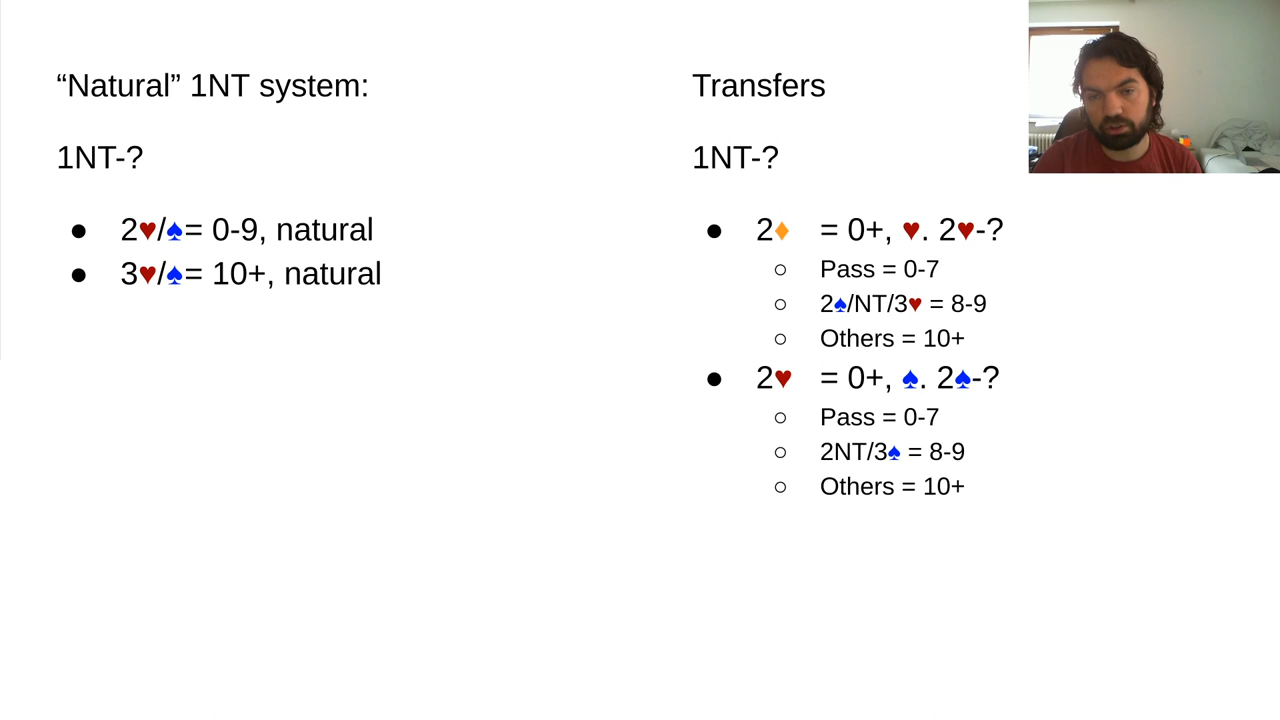 “Natural” 1NT system:
1NT-?
● 2♥/♠= 0-9, natural
● 3♥/♠= 10+, natural
Transfers
1NT-?
● 2♦ = 0+, ♥. 2♥-?
○ Pass = 0-7
○ 2♠/NT/3♥ = 8-9
○ Others = 10+
● 2♥ = 0+, ♠. 2♠-?
○ Pass = 0-7
○ 2NT/3♠ = 8-9
○ Others = 10+